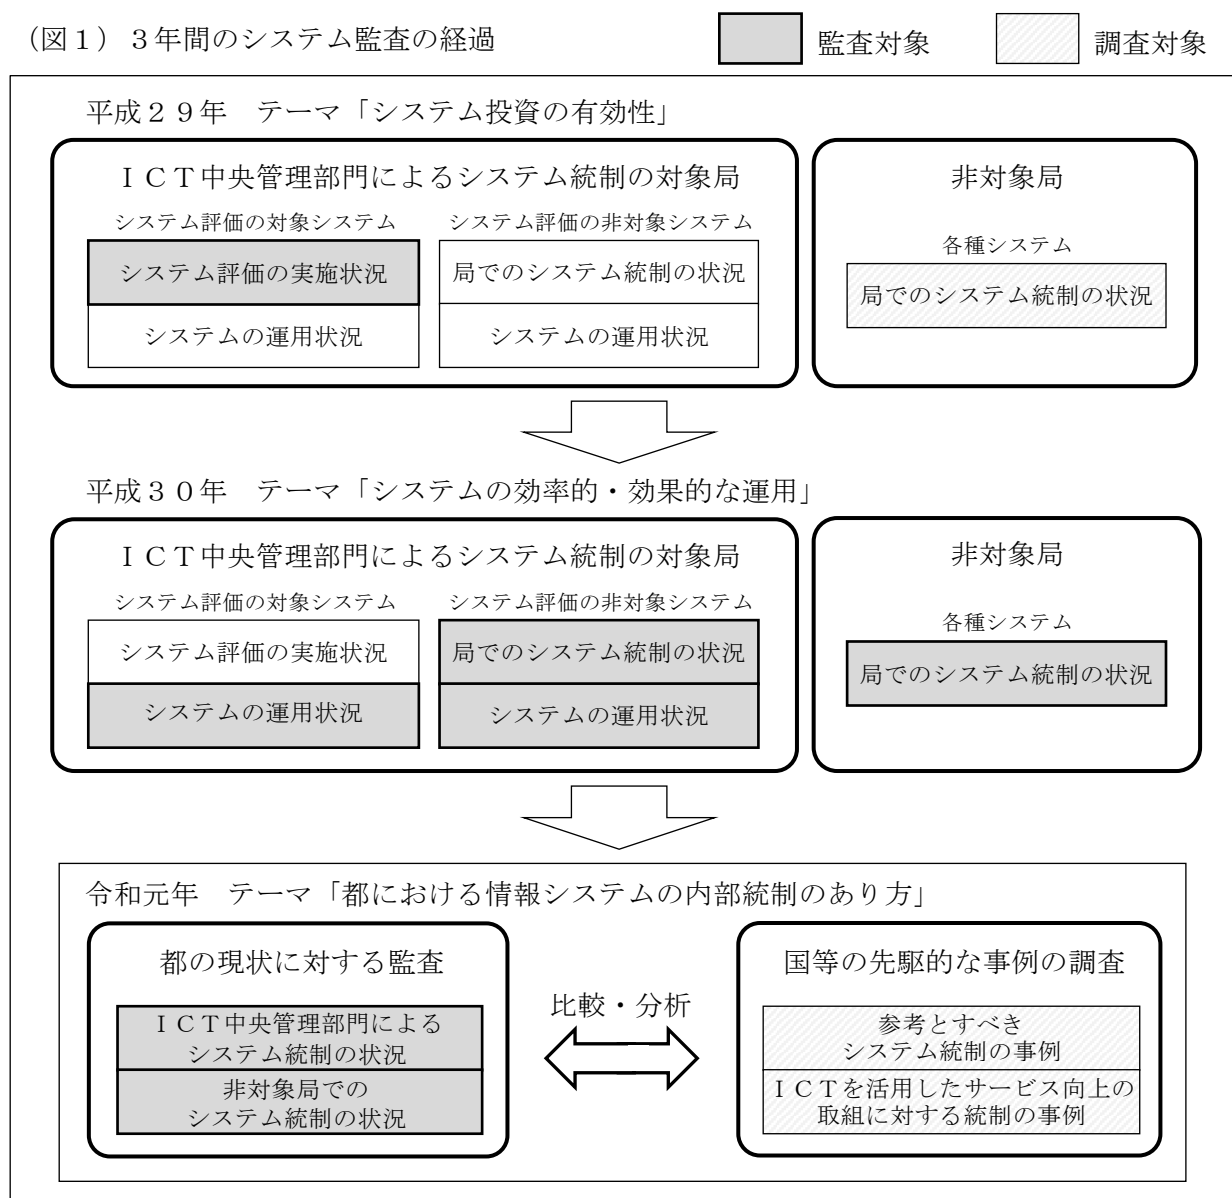 （図１）３年間のシステム監査の経過
監査対象
調査対象
平成２９年　テーマ「システム投資の有効性」
ＩＣＴ中央管理部門によるシステム統制の対象局
非対象局
システム評価の対象システム
システム評価の非対象システム
各種システム
システム評価の実施状況
局でのシステム統制の状況
局でのシステム統制の状況
システムの運用状況
システムの運用状況
平成３０年　テーマ「システムの効率的・効果的な運用」
ＩＣＴ中央管理部門によるシステム統制の対象局
非対象局
システム評価の対象システム
システム評価の非対象システム
各種システム
システム評価の実施状況
局でのシステム統制の状況
局でのシステム統制の状況
システムの運用状況
システムの運用状況
令和元年　テーマ「都における情報システムの内部統制のあり方」
都の現状に対する監査
ＩＣＴ中央管理部門による
システム統制の状況
非対象局での
システム統制の状況
比較・分析
国等の先駆的な事例の調査
参考とすべき
システム統制の事例
ＩＣＴを活用したサービス向上の
取組に対する統制の事例